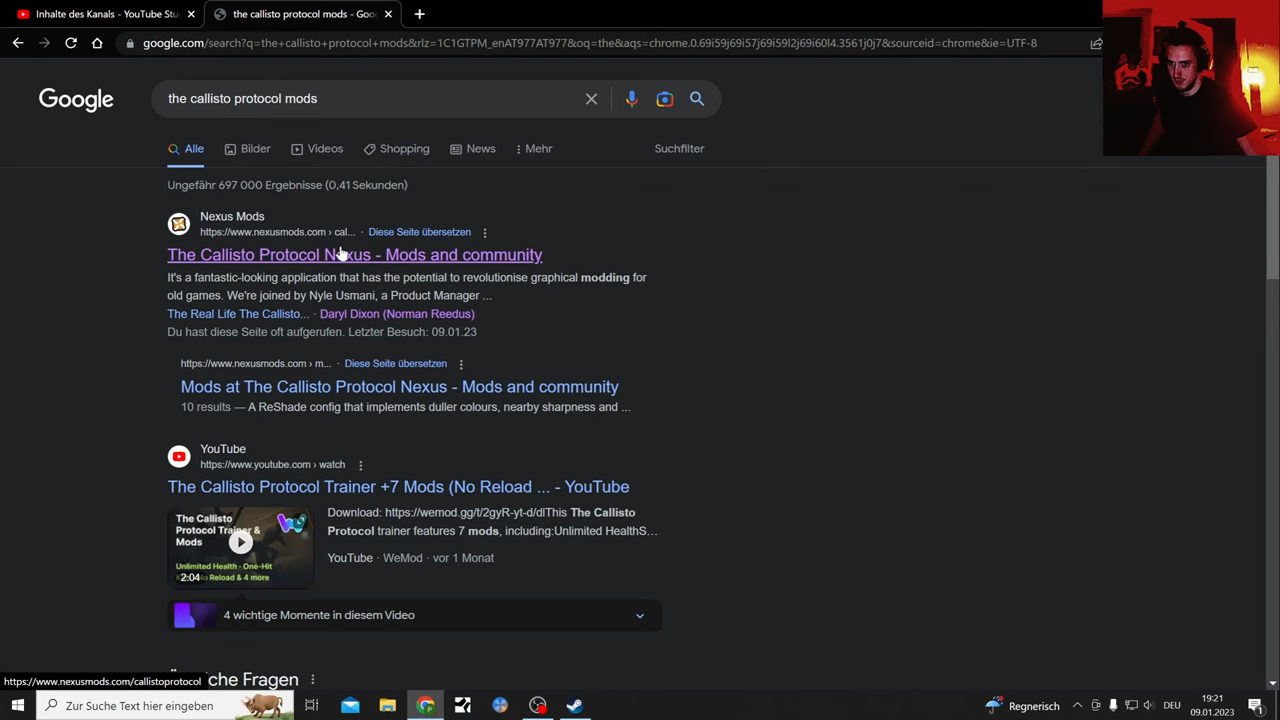 Inhalte des Kanals - YouTube Stu
the callisto protocol mods - Goo
google.com/search?q=the+callisto+protocol+mods&rlz=1C1GTPM_enAT977AT977&oq=the&aqs=chrome.0.69i59j69i57j69i59l2j69i60l4.3561j0j7&sourceid=chrome&ie=UTF-8
Google
the callisto protocol mods
Alle
Bilder
Videos
Shopping
News
Mehr
Suchfilter
Ungefähr 697 000 Ergebnisse (0,41 Sekunden)
Nexus Mods
https://www.nexusmods.com › cal... · Diese Seite übersetzen
The Callisto Protocol Nexus - Mods and community
It's a fantastic-looking application that has the potential to revolutionise graphical modding for
old games. We're joined by Nyle Usmani, a Product Manager ...
The Real Life The Callisto... · Daryl Dixon (Norman Reedus)
Du hast diese Seite oft aufgerufen. Letzter Besuch: 09.01.23
https://www.nexusmods.com › m... · Diese Seite übersetzen
Mods at The Callisto Protocol Nexus - Mods and community
10 results — A ReShade config that implements duller colours, nearby sharpness and ...
YouTube
https://www.youtube.com › watch
The Callisto Protocol Trainer +7 Mods (No Reload ... - YouTube
The Callisto
Protocol Trainer &
Mods
Unlimited Health · One-Hit
Reload & 4 more
2:04
Download: https://wemod.gg/t/2gyR-yt-d/dlThis The Callisto
Protocol trainer features 7 mods, including:Unlimited HealthS...
YouTube · WeMod · vor 1 Monat
4 wichtige Momente in diesem Video
che Fragen
https://www.nexusmods.com/callistoprotocol
Zur Suche Text hier eingeben
Regnerisch
DEU
19:21
09.01.2023
1